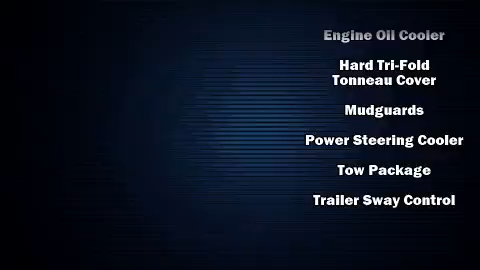 Engine Oil Cooler
Hard Tri-Fold
Tonneau Cover
Mudguards
Power Steering Cooler
Tow Package
Trailer Sway Control